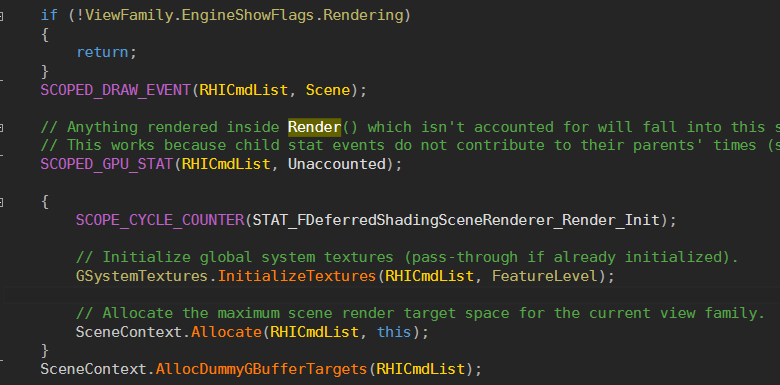 if (!ViewFamily.EngineShowFlags.Rendering)
{
return;
}
SCOPED_DRAW_EVENT(RHICmdList, Scene);
// Anything rendered inside Render() which isn't accounted for will fall into this s
// This works because child stat events do not contribute to their parents' times (s
SCOPED_GPU_STAT(RHICmdList, Unaccounted);
{
SCOPE_CYCLE_COUNTER(STAT_FDeferredShadingSceneRenderer_Render_Init);
// Initialize global system textures (pass-through if already initialized).
GSystemTextures.InitializeTextures(RHICmdList, FeatureLevel);
// Allocate the maximum scene render target space for the current view family.
SceneContext.Allocate(RHICmdList, this);
}
SceneContext.AllocDummyGBufferTargets(RHICmdList);